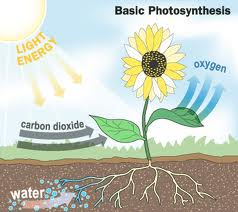 Basic Photosynthesis
LIGHT
ENERGY
oxygen
carbon dioxide
water